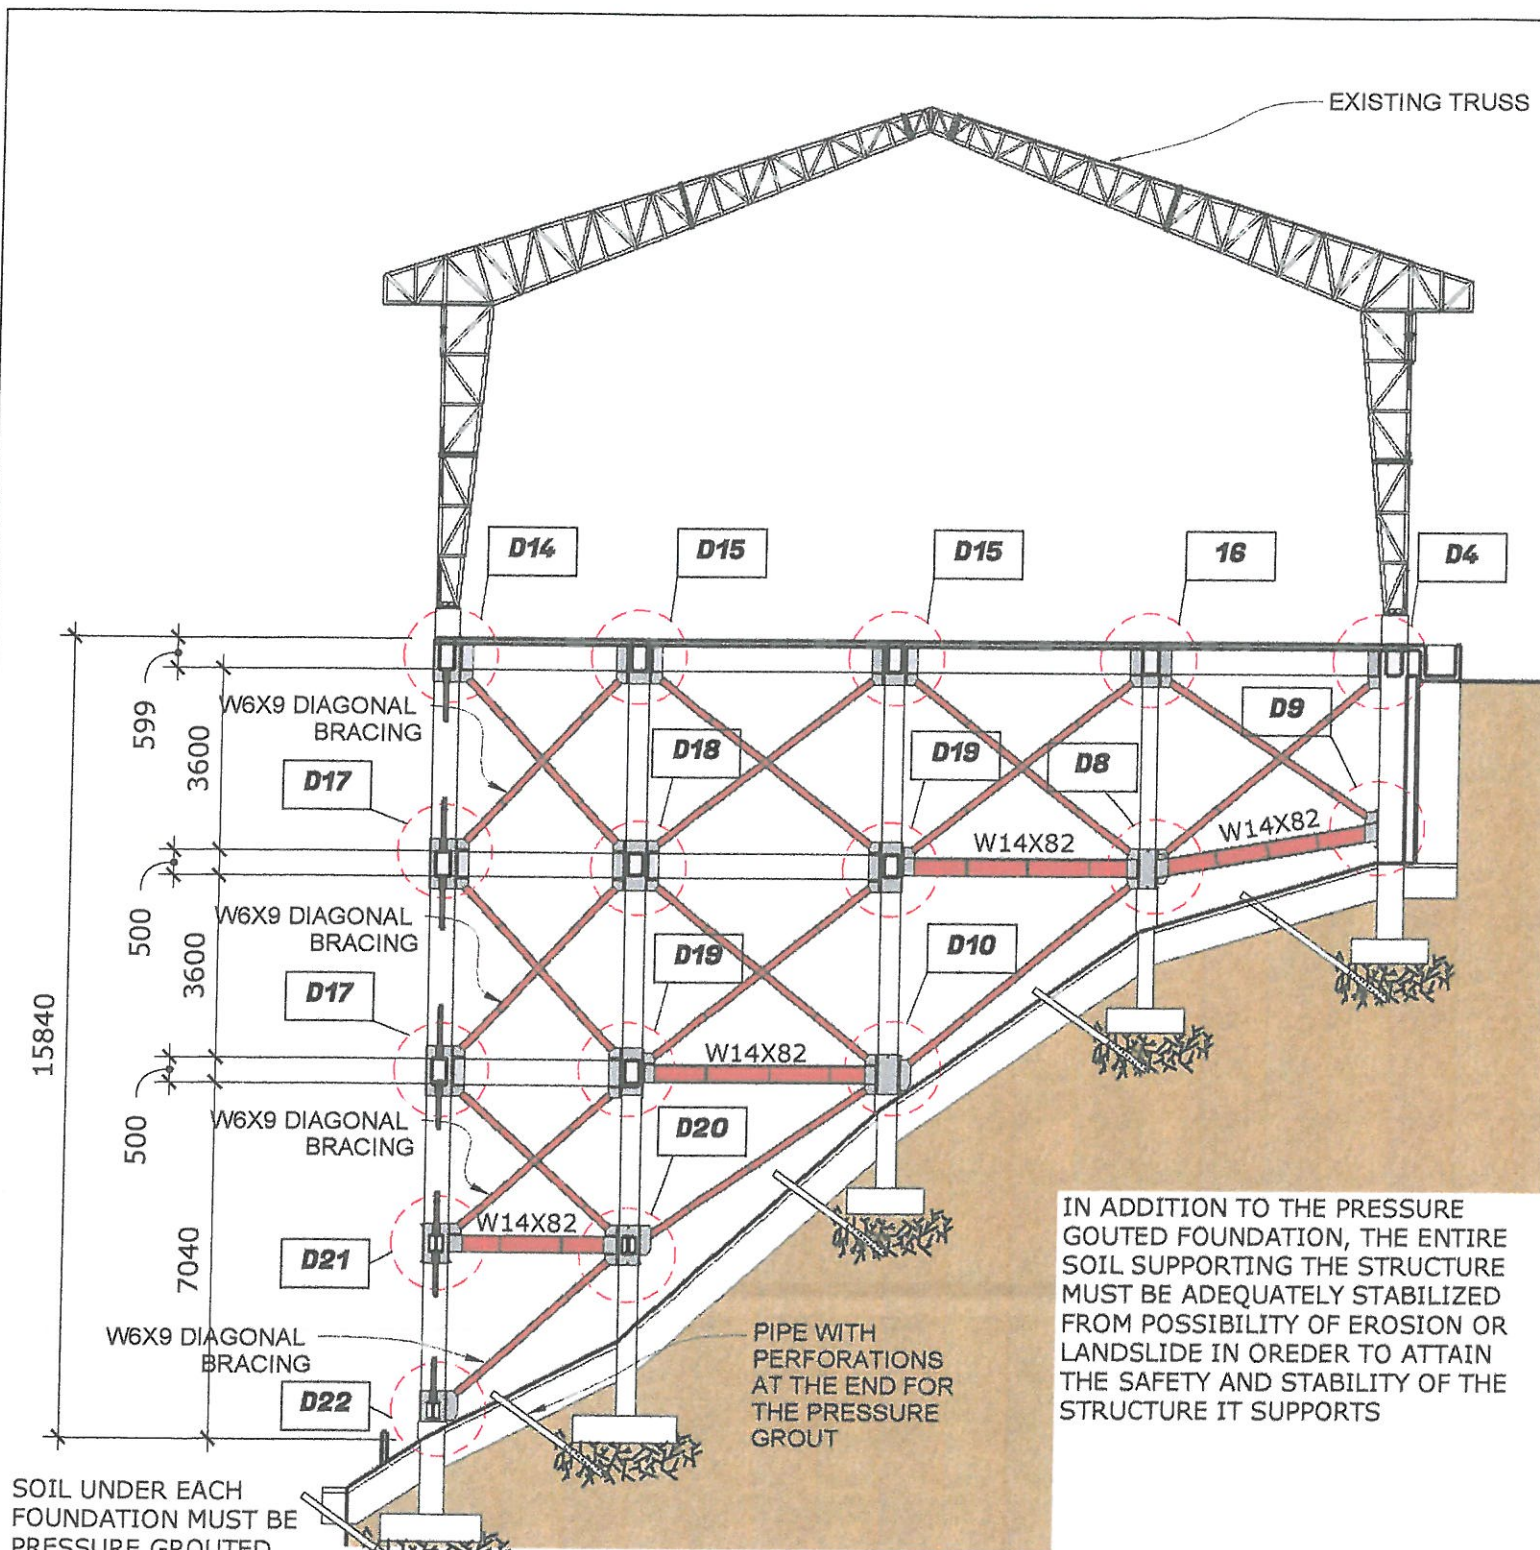 EXISTING TRUSS
D14
D15
D15
16
D4
599
3600
W6X9 DIAGONAL
BRACING
D17
D18
D19
D8
D9
W14X82
W14X82
500
3600
W6X9 DIAGONAL
BRACING
D17
D19
D10
15840
W14X82
500
W6X9 DIAGONAL
BRACING
D20
7040
W14X82
D21
W6X9 DIAGONAL
BRACING
D22
PIPE WITH
PERFORATIONS
AT THE END FOR
THE PRESSURE
GROUT
IN ADDITION TO THE PRESSURE
GOUTED FOUNDATION, THE ENTIRE
SOIL SUPPORTING THE STRUCTURE
MUST BE ADEQUATELY STABILIZED
FROM POSSIBILITY OF EROSION OR
LANDSLIDE IN OREDER TO ATTAIN
THE SAFETY AND STABILITY OF THE
STRUCTURE IT SUPPORTS
SOIL UNDER EACH
FOUNDATION MUST BE
PRESSURE GROUTED